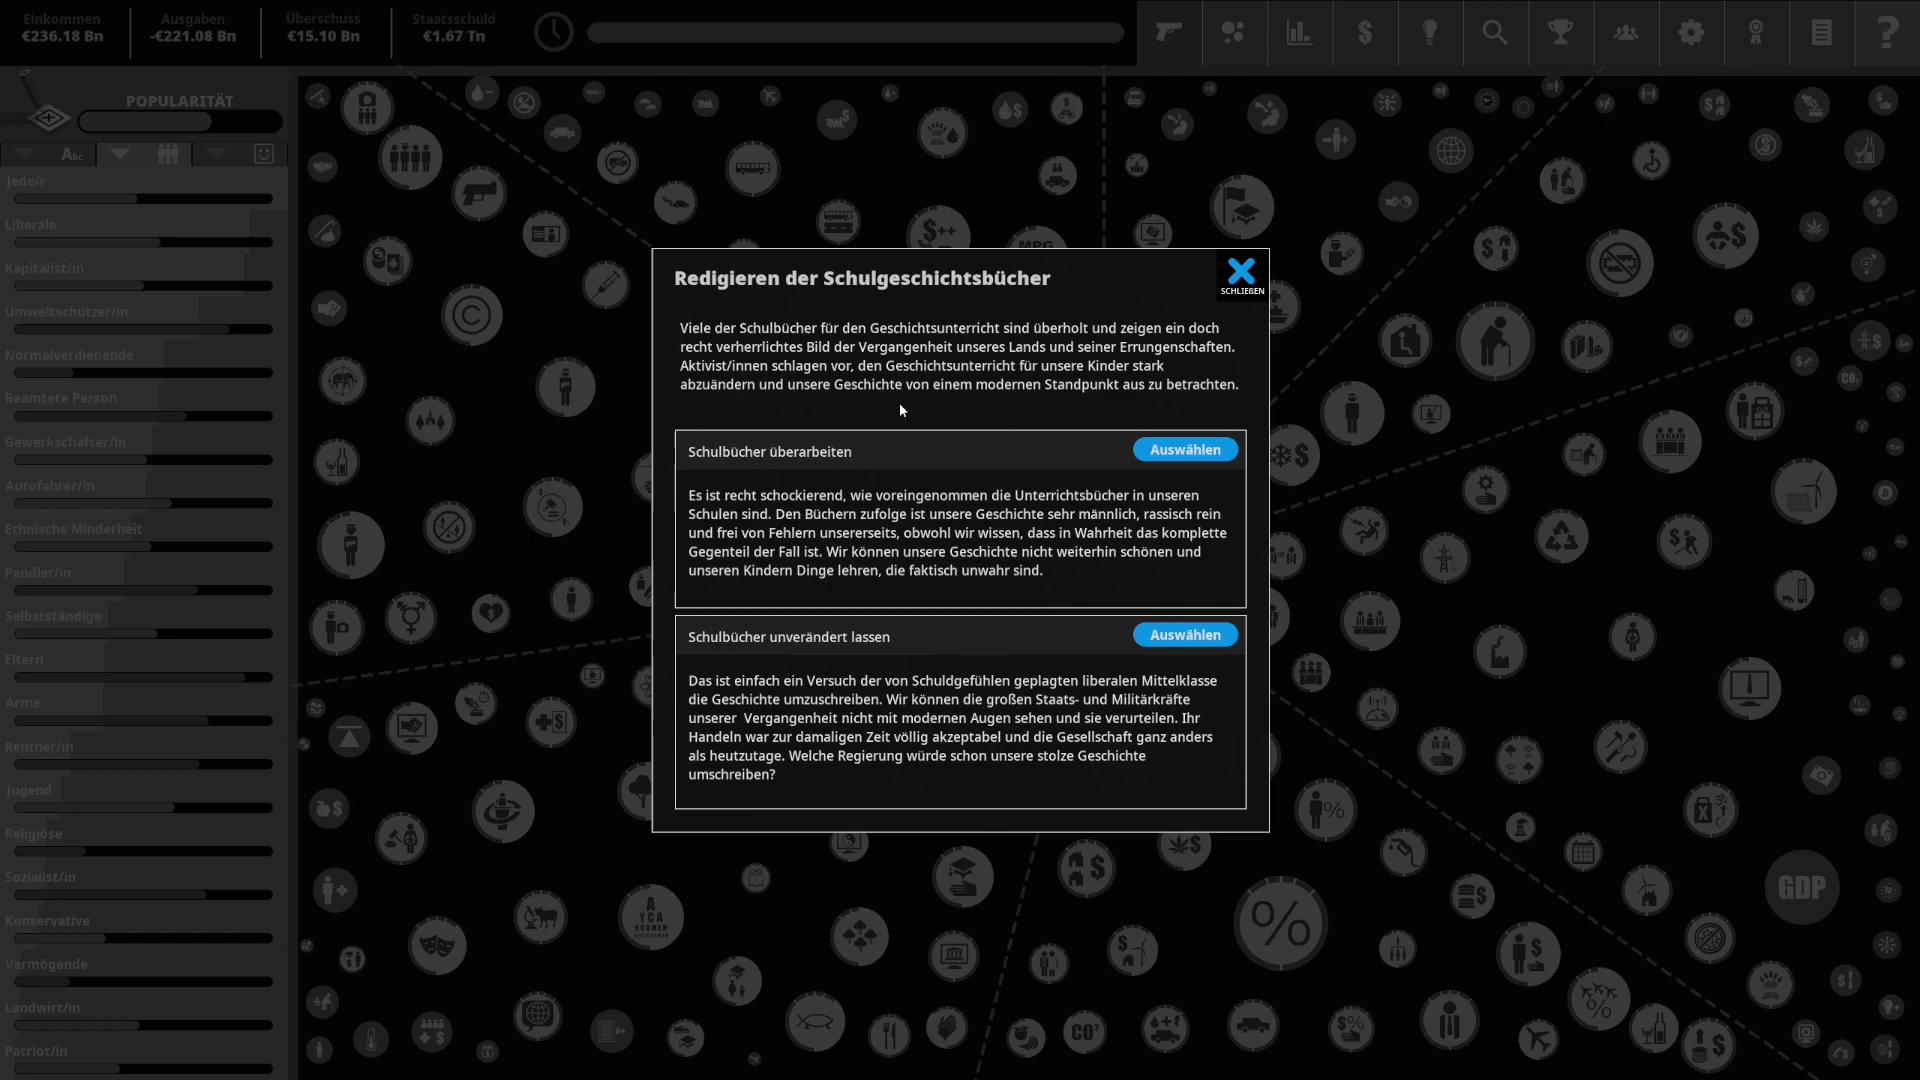 Einkommen
€236.18 Bn
Ausgaben
-€221.08 Bn
Überschuss
€15.10 Bn
Staatsschuld
€1.67 Tn
?
POPULARITÄT
Abc
Jede/r
Liberale
Kapitalist/in
Umweltschützer/in
Normalverdienende
Beamtete Person
Gewerkschafter/in
Autofahrer/in
Ethnische Minderheit
Pendler/in
Selbstständige
Eltern
Arme
Rentner/in
Jugend
Religiöse
Sozialist/in
Konservative
Vermögende
Landwirt/in
Patriot/in
$++
MPG
Redigieren der Schulgeschichtsbücher
SCHLIEßEN
Viele der Schulbücher für den Geschichtsunterricht sind überholt und zeigen ein doch
recht verherrlichtes Bild der Vergangenheit unseres Lands und seiner Errungenschaften.
Aktivist/innen schlagen vor, den Geschichtsunterricht für unsere Kinder stark
abzuändern und unsere Geschichte von einem modernen Standpunkt aus zu betrachten.
Schulbücher überarbeiten
Auswählen
Es ist recht schockierend, wie voreingenommen die Unterrichtsbücher in unseren
Schulen sind. Den Büchern zufolge ist unsere Geschichte sehr männlich, rassisch rein
und frei von Fehlern unsererseits, obwohl wir wissen, dass in Wahrheit das komplette
Gegenteil der Fall ist. Wir können unsere Geschichte nicht weiterhin schönen und
unseren Kindern Dinge lehren, die faktisch unwahr sind.
Schulbücher unverändert lassen
Auswählen
Das ist einfach ein Versuch der von Schuldgefühlen geplagten liberalen Mittelklasse
die Geschichte umzuschreiben. Wir können die großen Staats- und Militärkräfte
unserer Vergangenheit nicht mit modernen Augen sehen und sie verurteilen. Ihr
Handeln war zur damaligen Zeit völlig akzeptabel und die Gesellschaft ganz anders
als heutzutage. Welche Regierung würde schon unsere stolze Geschichte
umschreiben?
CO²
GDP
%
CO²